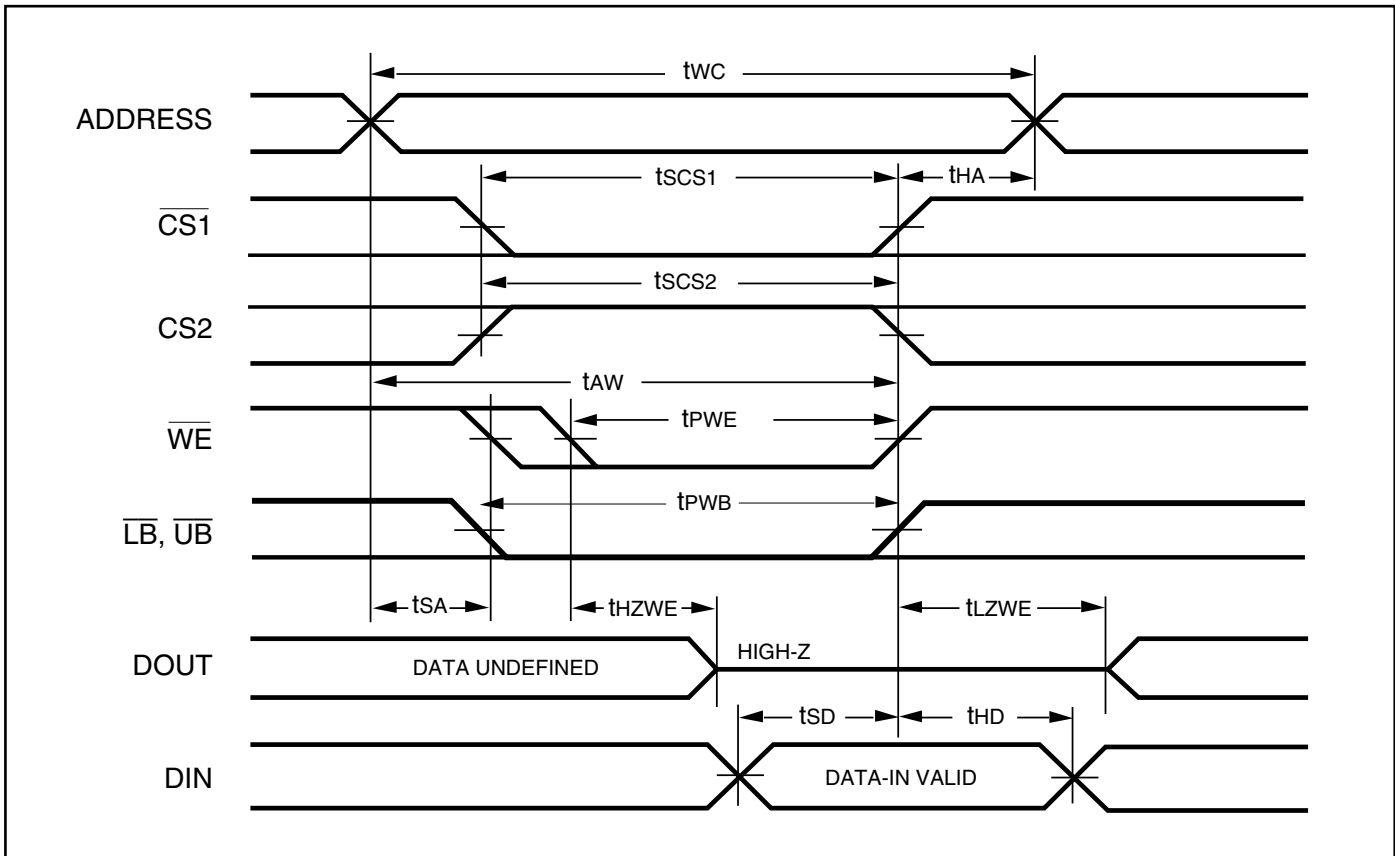 tWC
ADDRESS
tSCS1
tHA
CS1
tSCS2
CS2
tAW
tPWE
WE
tPWB
LB, UB
tSA
tHZWE
tLZWE
DOUT
DATA UNDEFINED
HIGH-Z
tSD
tHD
DIN
DATA-IN VALID